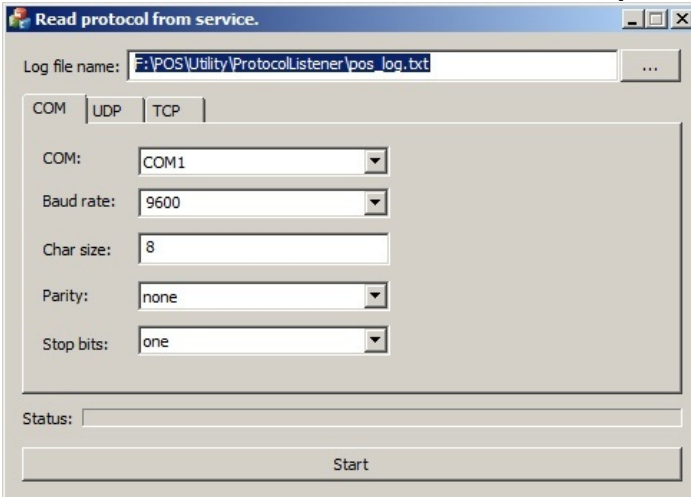 Read protocol from service.
Log file name: F:\POS\Utility\ProtocolListener\pos_log.txt ...
COM UDP TCP
COM: COM1
Baud rate: 9600
Char size: 8
Parity: none
Stop bits: one
Status:
Start